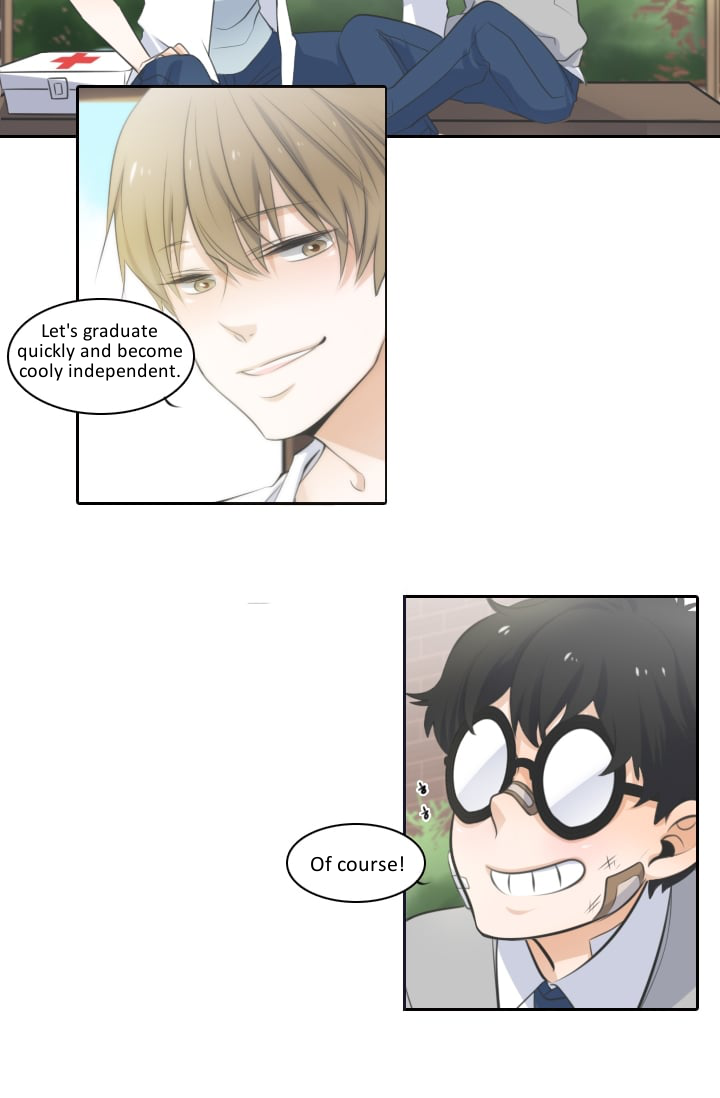 Let's graduate
quickly and become
cooly independent.
Of course!